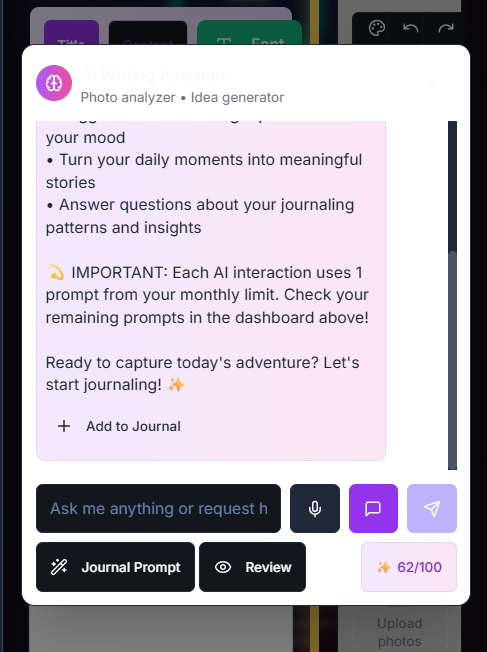 Title Content Font
AI Writing Assistant
Photo analyzer • Idea generator
your mood
• Turn your daily moments into meaningful
stories
• Answer questions about your journaling
patterns and insights
💫 IMPORTANT: Each AI interaction uses 1
prompt from your monthly limit. Check your
remaining prompts in the dashboard above!
Ready to capture today's adventure? Let's
start journaling! ✨
+ Add to Journal
Ask me anything or request h
Journal Prompt Review ✨ 62/100
Upload
photos